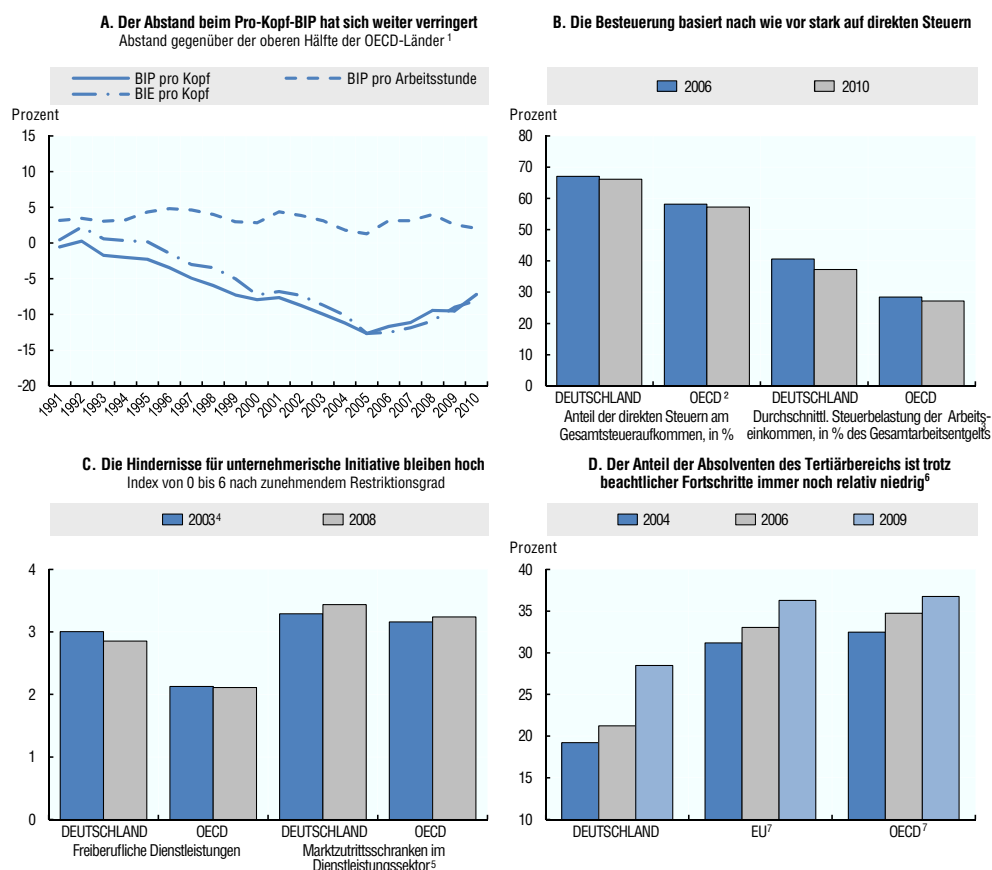 A. Der Abstand beim Pro-Kopf-BIP hat sich weiter verringert
Abstand gegenüber der oberen Hälfte der OECD-Länder 1
BIP pro Kopf
BIP pro Arbeitsstunde
BIE pro Kopf
Prozent
15
10
5
0
-5
-10
-15
-20
1991 1992 1993 1994 1995 1996 1997 1998 1999 2000 2001 2002 2003 2004 2005 2006 2007 2008 2009 2010
B. Die Besteuerung basiert nach wie vor stark auf direkten Steuern
2006 2010
Prozent
80
70
60
50
40
30
20
10
0
DEUTSCHLAND OECD 2 DEUTSCHLAND OECD
Anteil der direkten Steuern am
Gesamtsteueraufkommen, in %
Durchschnittl. Steuerbelastung der Arbeits-
einkommen, in % des Gesamtarbeitsentgelts 3
C. Die Hindernisse für unternehmerische Initiative bleiben hoch
Index von 0 bis 6 nach zunehmendem Restriktionsgrad
2003 4 2008
4
3
2
1
0
DEUTSCHLAND OECD DEUTSCHLAND OECD
Freiberufliche Dienstleistungen
Marktzutrittsschranken im
Dienstleistungssektor 5
D. Der Anteil der Absolventen des Tertiärbereichs ist trotz
beachtlicher Fortschritte immer noch relativ niedrig 6
2004 2006 2009
Prozent
40
35
30
25
20
15
10
DEUTSCHLAND EU 7 OECD 7